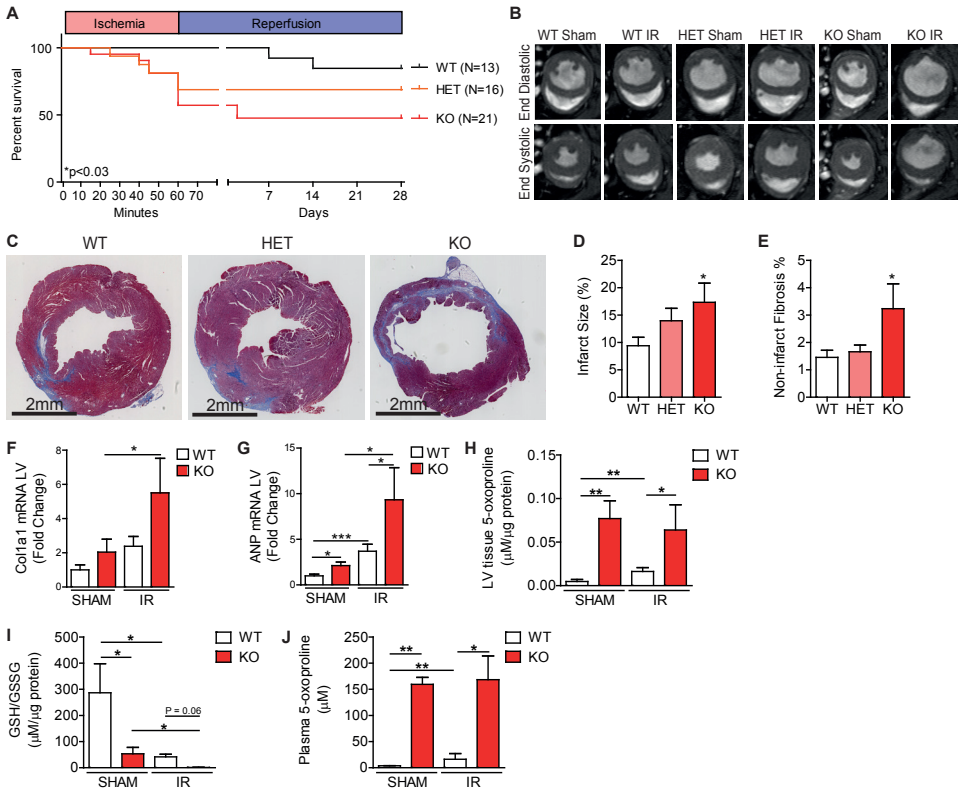 A
Ischemia
Reperfusion
Percent survival
100
50
0
WT (N=13)
HET (N=16)
KO (N=21)
*p<0.03
0 10 20 30 40 50 60 70
7 14 21 28
Minutes
Days
B
WT Sham WT IR HET Sham HET IR KO Sham KO IR
End Diastolic
End Systolic
C
WT HET KO
2mm
2mm
2mm
D
Infarct Size (%)
25
20
15
10
5
0
*
WT HET KO
E
Non-infarct Fibrosis %
5
4
3
2
1
0
*
WT HET KO
F
Col1a1 mRNA LV
(Fold Change)
8
6
4
2
0
*
WT
KO
SHAM IR
G
ANP mRNA LV
(Fold Change)
15
10
5
0
*
*
***
*
WT
KO
SHAM IR
H
LV tissue 5-oxoproline
(µM/µg protein)
0.15
0.10
0.05
0.00
**
**
*
WT
KO
SHAM IR
I
GSH/GSSG
(µM/µg protein)
500
400
300
200
100
0
*
*
P = 0.06
*
WT
KO
SHAM IR
J
Plasma 5-oxoproline
(µM)
250
200
150
100
50
0
**
*
**
WT
KO
SHAM IR